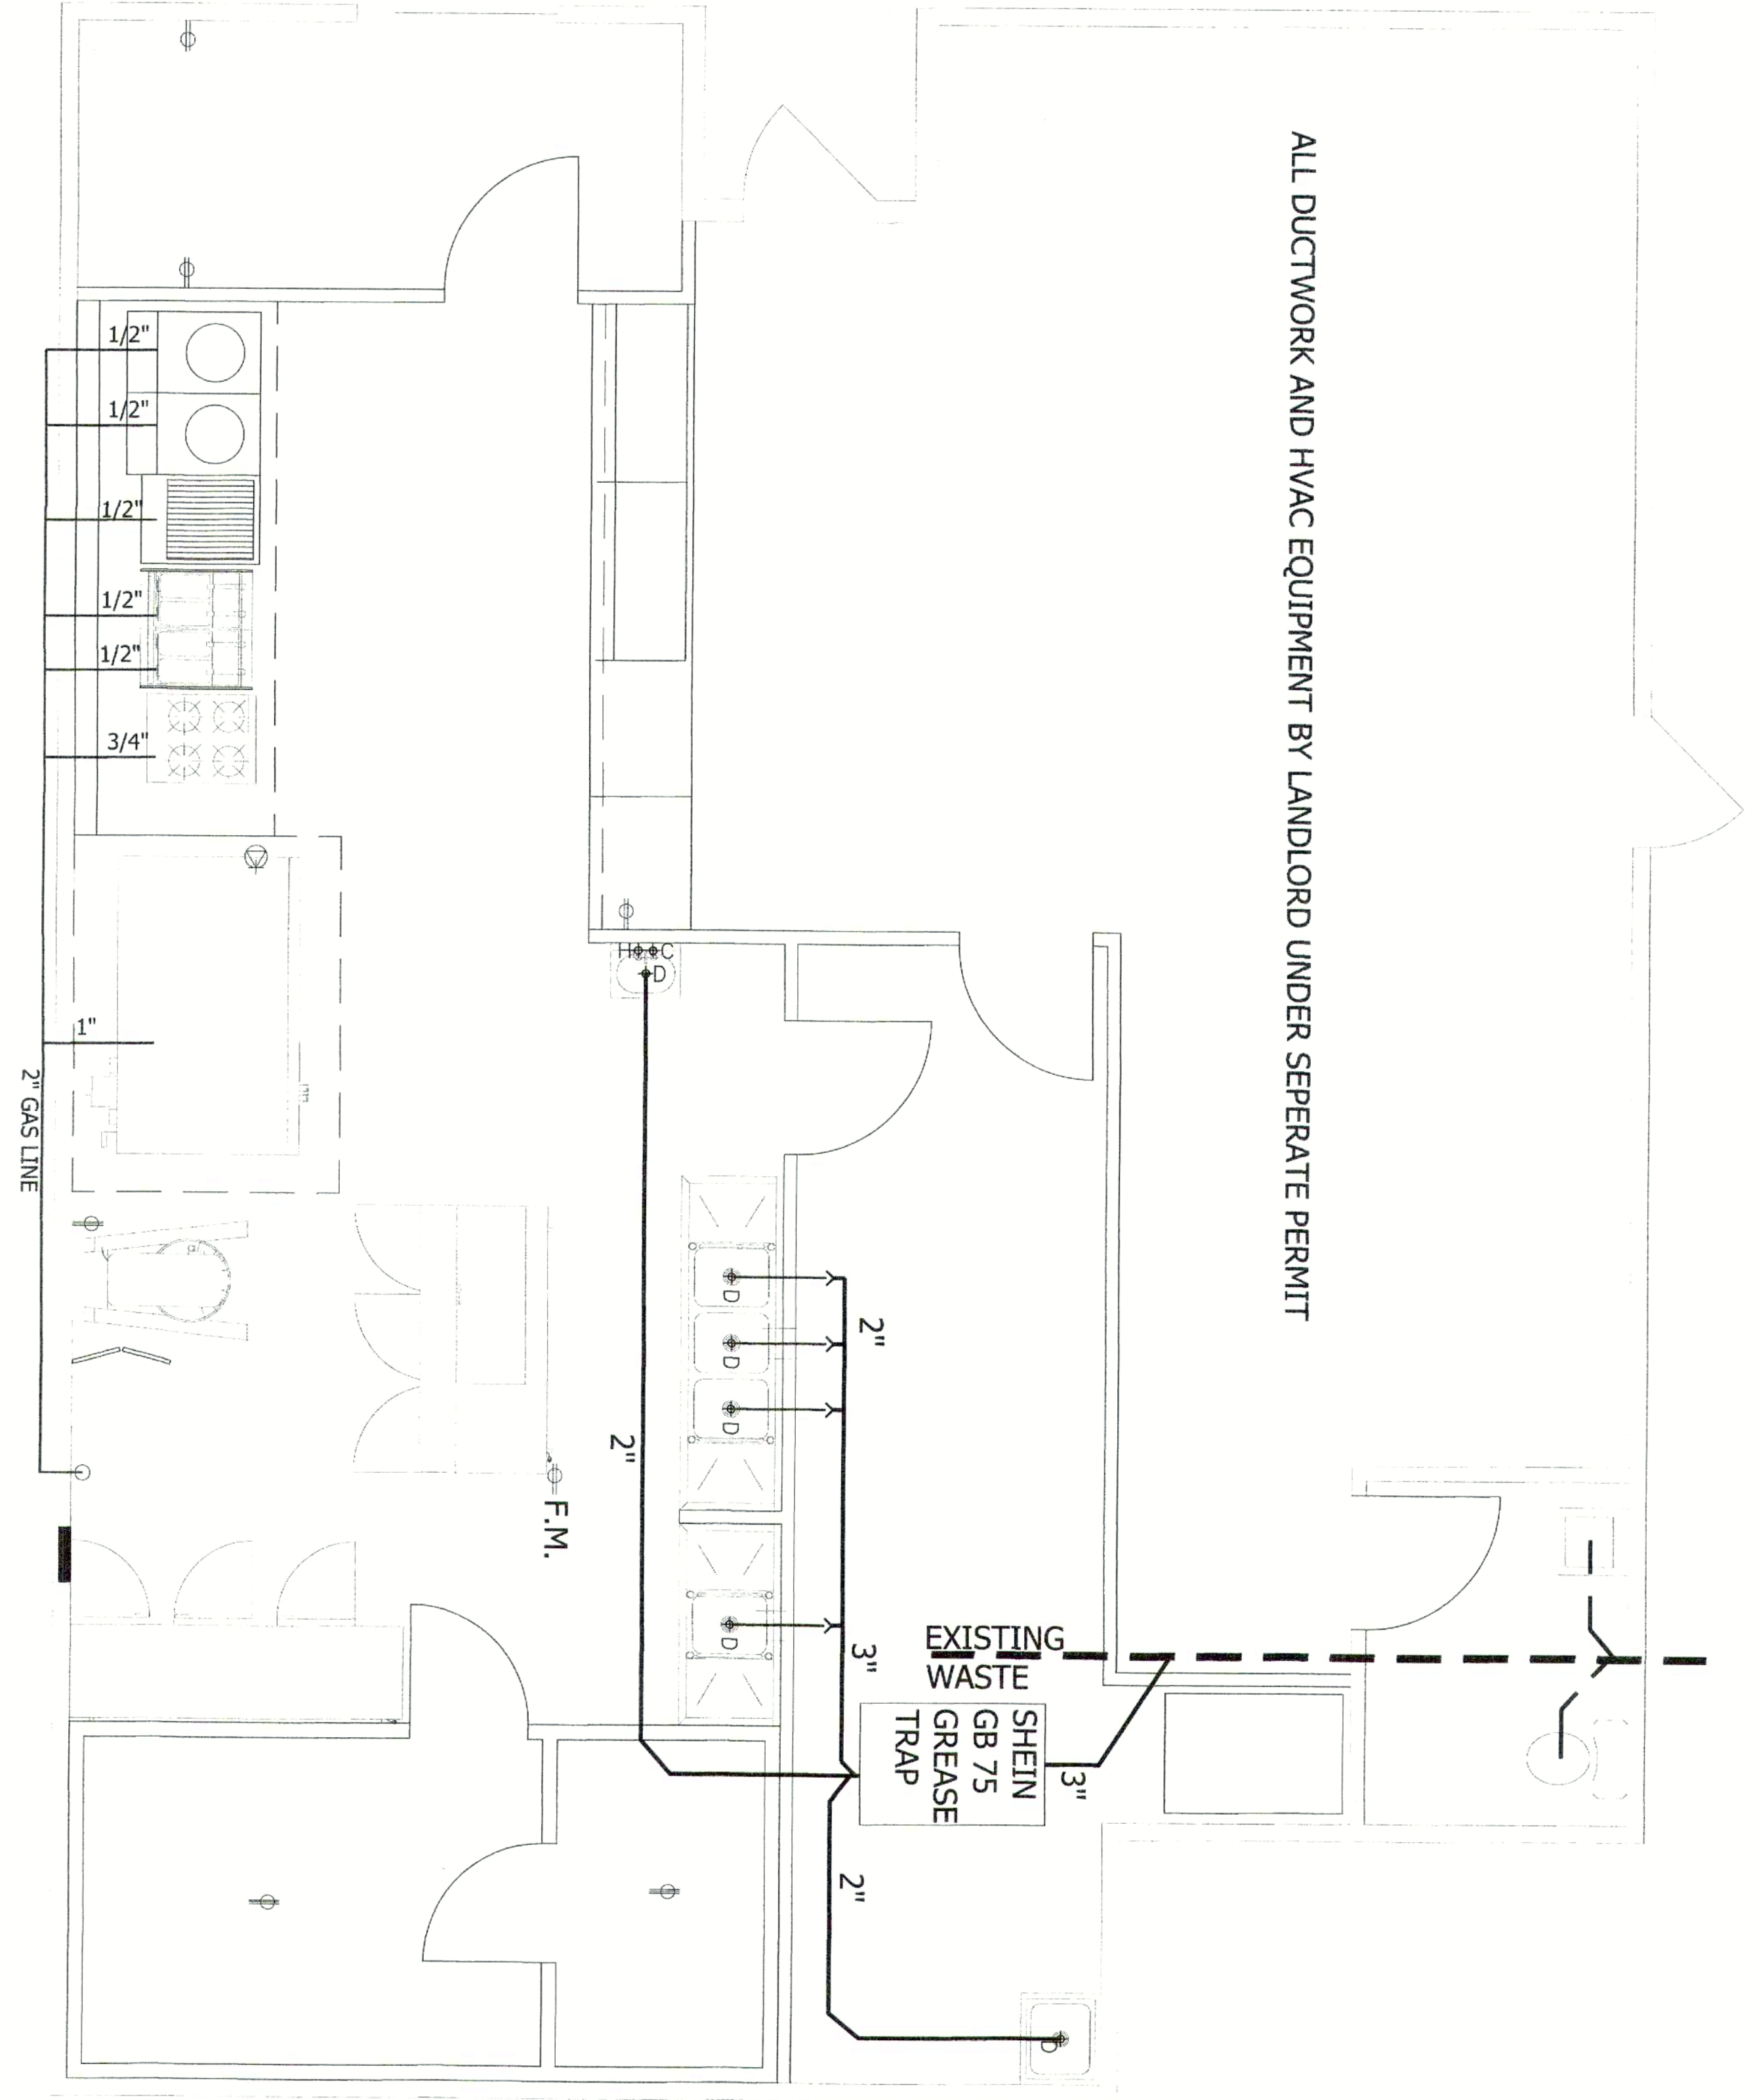 ALL DUCTWORK AND HVAC EQUIPMENT BY LANDLORD UNDER SEPERATE PERMIT
1/2"
1/2"
1/2"
1/2"
1/2"
3/4"
1"
2" GAS LINE
H
C
D
D
D
D
2"
2"
F.M.
D
3"
EXISTING
WASTE
SHEIN
GB 75
GREASE
TRAP
3"
2"
D